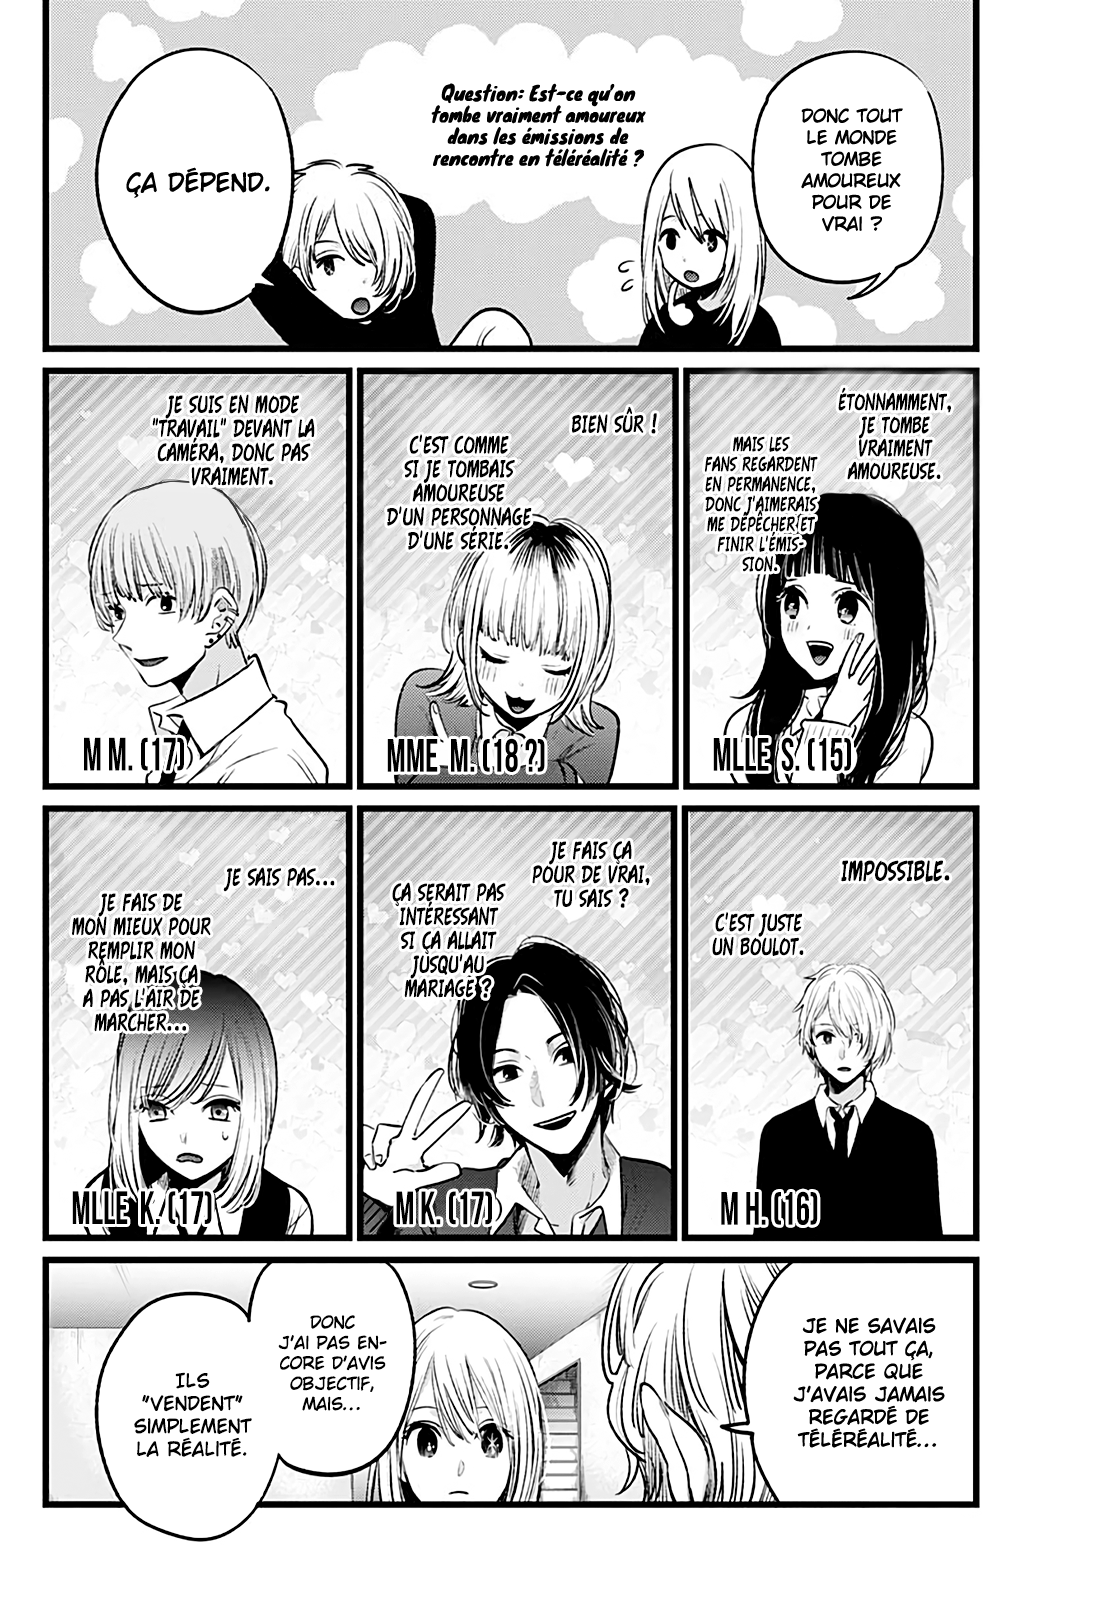 DONC TOUT
LE MONDE
TOMBE
AMOUREUX
POUR DE
VRAI ?
Question: Est-ce qu'on
tombe vraiment amoureux
dans les émissions de
rencontre en téléréalité ?
ÇA DÉPEND.
ÉTONNAMMENT,
JE TOMBE
VRAIMENT
AMOUREUSE.
MAIS LES
FANS REGARDENT
EN PERMANENCE,
DONC J'AIMERAIS
ME DÉPÊCHER ET
FINIR L'ÉMIS-
SION.
MLLE S. (15)
BIEN SÛR !
C'EST COMME
SI JE TOMBAIS
AMOUREUSE
D'UN PERSONNAGE
D'UNE SÉRIE.
MME M. (18 ?)
JE SUIS EN MODE
"TRAVAIL" DEVANT LA
CAMÉRA, DONC PAS
VRAIMENT.
M M. (17)
IMPOSSIBLE.
C'EST JUSTE
UN BOULOT.
M H. (16)
JE FAIS ÇA
POUR DE VRAI,
TU SAIS ?
ÇA SERAIT PAS
INTÉRESSANT
SI ÇA ALLAIT
JUSQU'AU
MARIAGE ?
M K. (17)
JE SAIS PAS...
JE FAIS DE
MON MIEUX POUR
REMPLIR MON
RÔLE, MAIS ÇA
A PAS L'AIR DE
MARCHER...
MLLE K. (17)
JE NE SAVAIS
PAS TOUT ÇA,
PARCE QUE
J'AVAIS JAMAIS
REGARDÉ DE
TÉLÉRÉALITÉ...
DONC
J'AI PAS EN-
CORE D'AVIS
OBJECTIF,
MAIS...
ILS
"VENDENT"
SIMPLEMENT
LA RÉALITÉ.